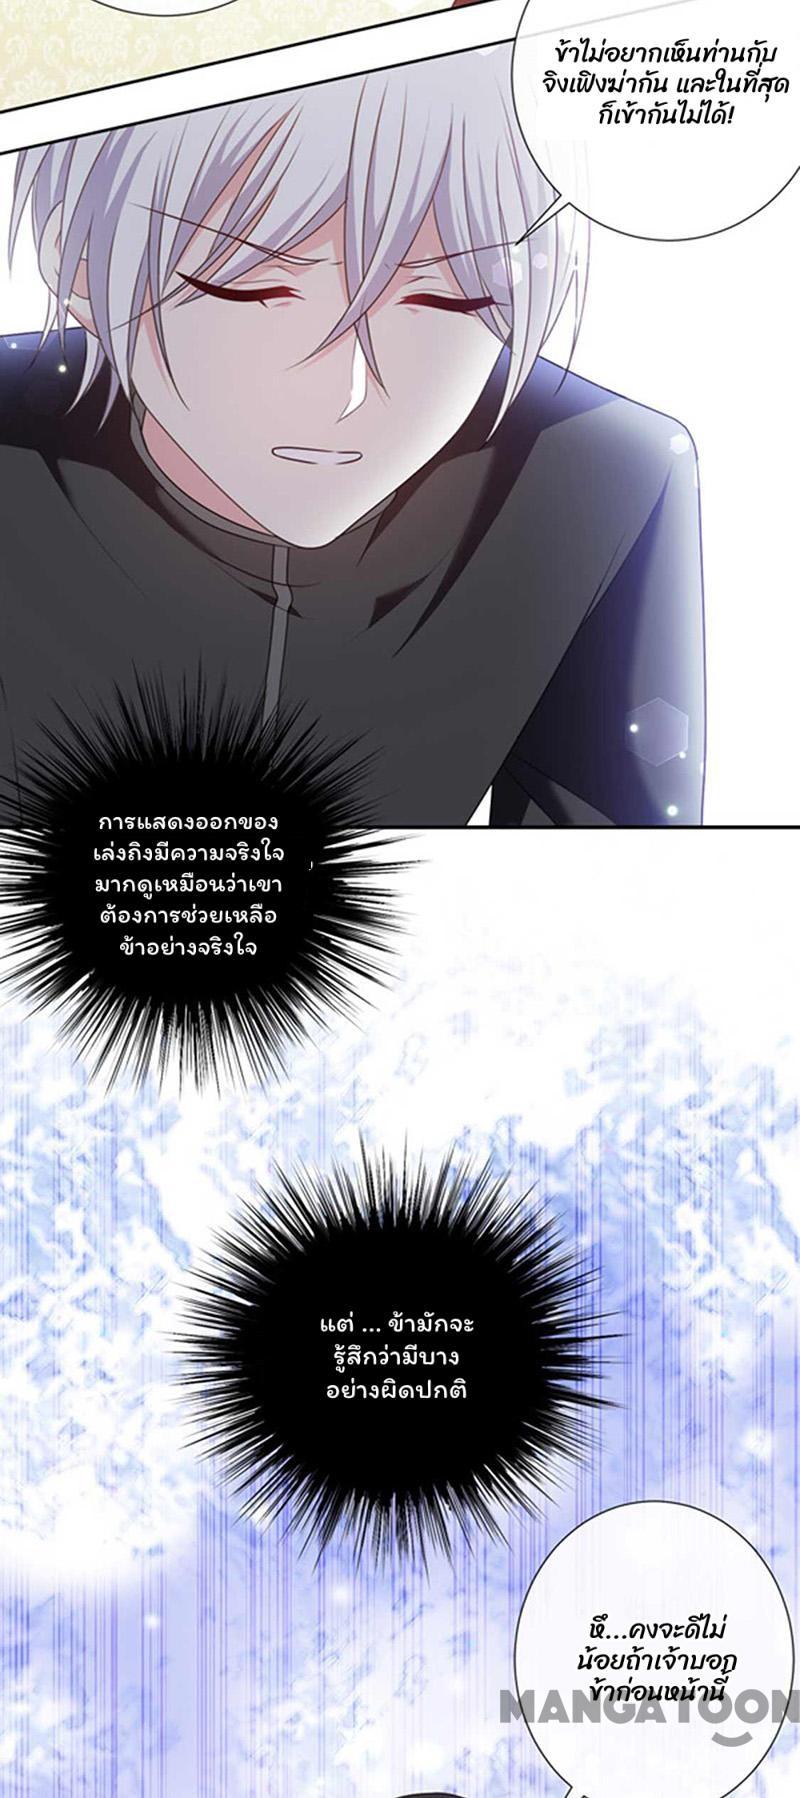 ข้าไม่อยากเห็นท่านกับ
จิงเฟิงฆ่ากัน และในที่สุด
ก็เข้ากันไม่ได้!
การแสดงออกของ
เล่งถิงมีความจริงใจ
มากดูเหมือนว่าเขา
ต้องการช่วยเหลือ
ข้าอย่างจริงใจ
แต่ ... ข้ามักจะ
รู้สึกว่ามีบาง
อย่างผิดปกติ
หึ...คงจะดีไม่
น้อยถ้าเจ้าบอก
ข้าก่อนหน้านี้
MANGATOON